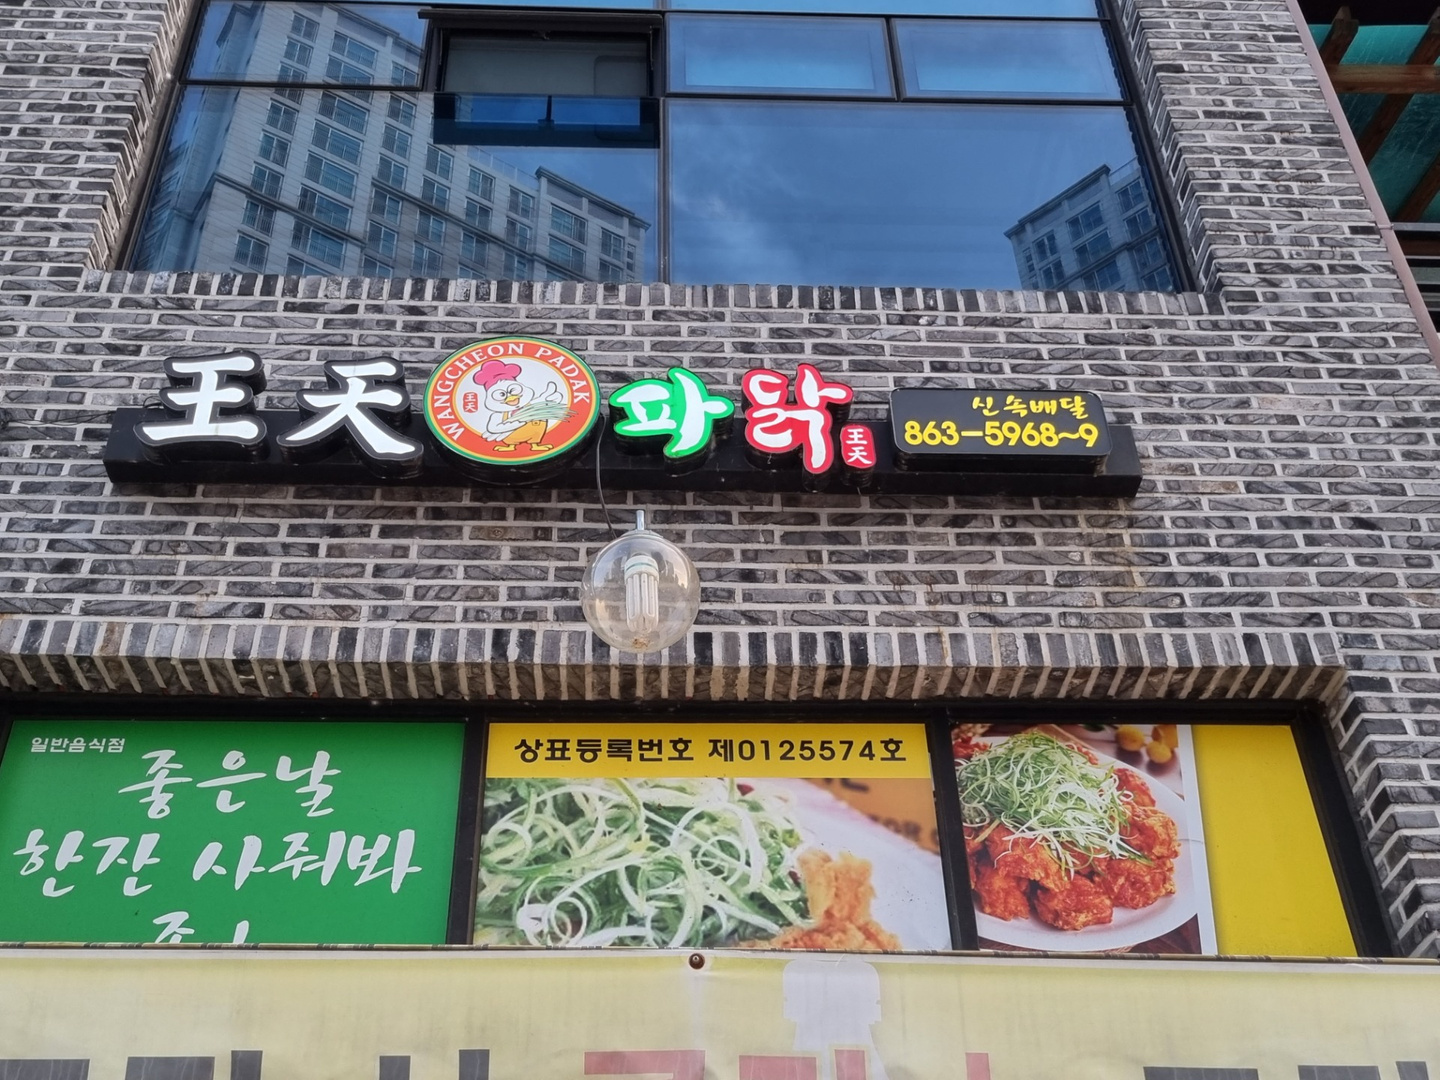 王天
WANGCHEON PADAK
王天
파닭
王天
신속배달
863-5968~9
일반음식점
좋은날
한잔 사줘봐
상표등록번호 제0125574호